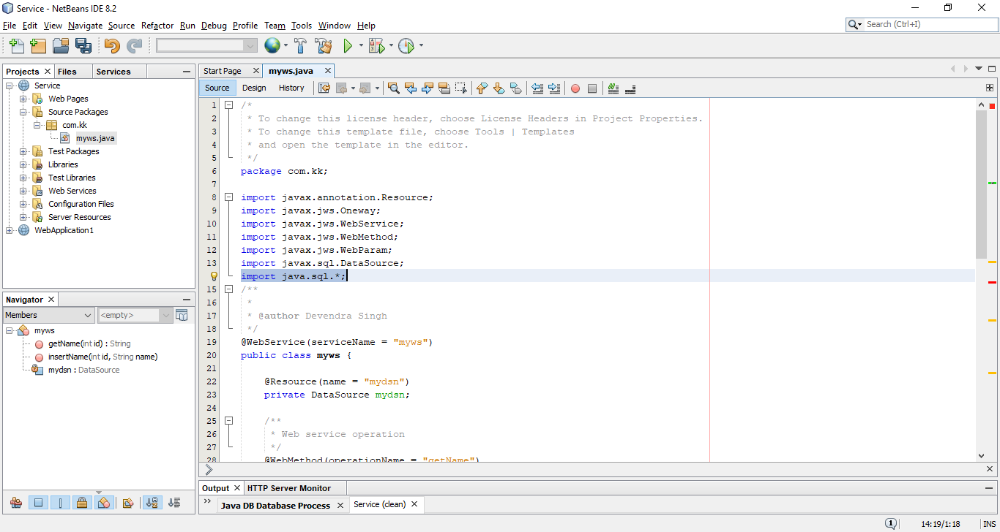 Service - NetBeans IDE 8.2
File Edit View Navigate Source Refactor Run Debug Profile Team Tools Window Help
Search (Ctrl+I)
Projects Files Services
Service
Web Pages
Source Packages
com.kk
myws.java
Test Packages
Libraries
Test Libraries
Web Services
Configuration Files
Server Resources
WebApplication1
Navigator
Members <empty>
myws
getName(int id) : String
insertName(int id, String name)
mydsn : DataSource
Start Page myws.java
Source Design History
1 /*
2 * To change this license header, choose License Headers in Project Properties.
3 * To change this template file, choose Tools | Templates
4 * and open the template in the editor.
5 */
6 package com.kk;
7
8 import javax.annotation.Resource;
9 import javax.jws.Oneway;
10 import javax.jws.WebService;
11 import javax.jws.WebMethod;
12 import javax.jws.WebParam;
13 import javax.sql.DataSource;
import java.sql.*;
15 /**
16 *
17 * @author Devendra Singh
18 */
19 @WebService(serviceName = "myws")
20 public class myws {
21
22 @Resource(name = "mydsn")
23 private DataSource mydsn;
24
25 /**
26 * Web service operation
27 */
28 @WebMethod(operationName = "getName")
Output HTTP Server Monitor
Java DB Database Process Service (clean)
1 14:19/1:18 INS